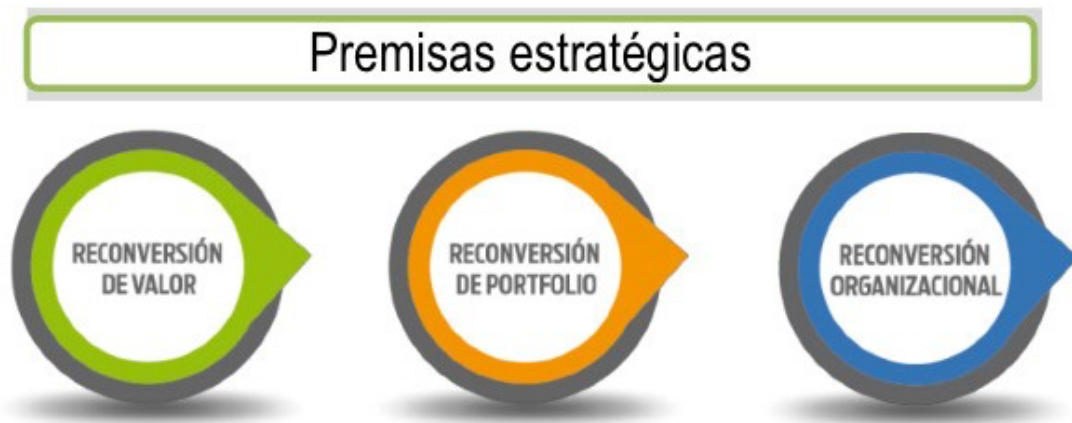 Premisas estratégicas
RECONVERSIÓN
DE VALOR
RECONVERSIÓN
DE PORTFOLIO
RECONVERSIÓN
ORGANIZACIONAL